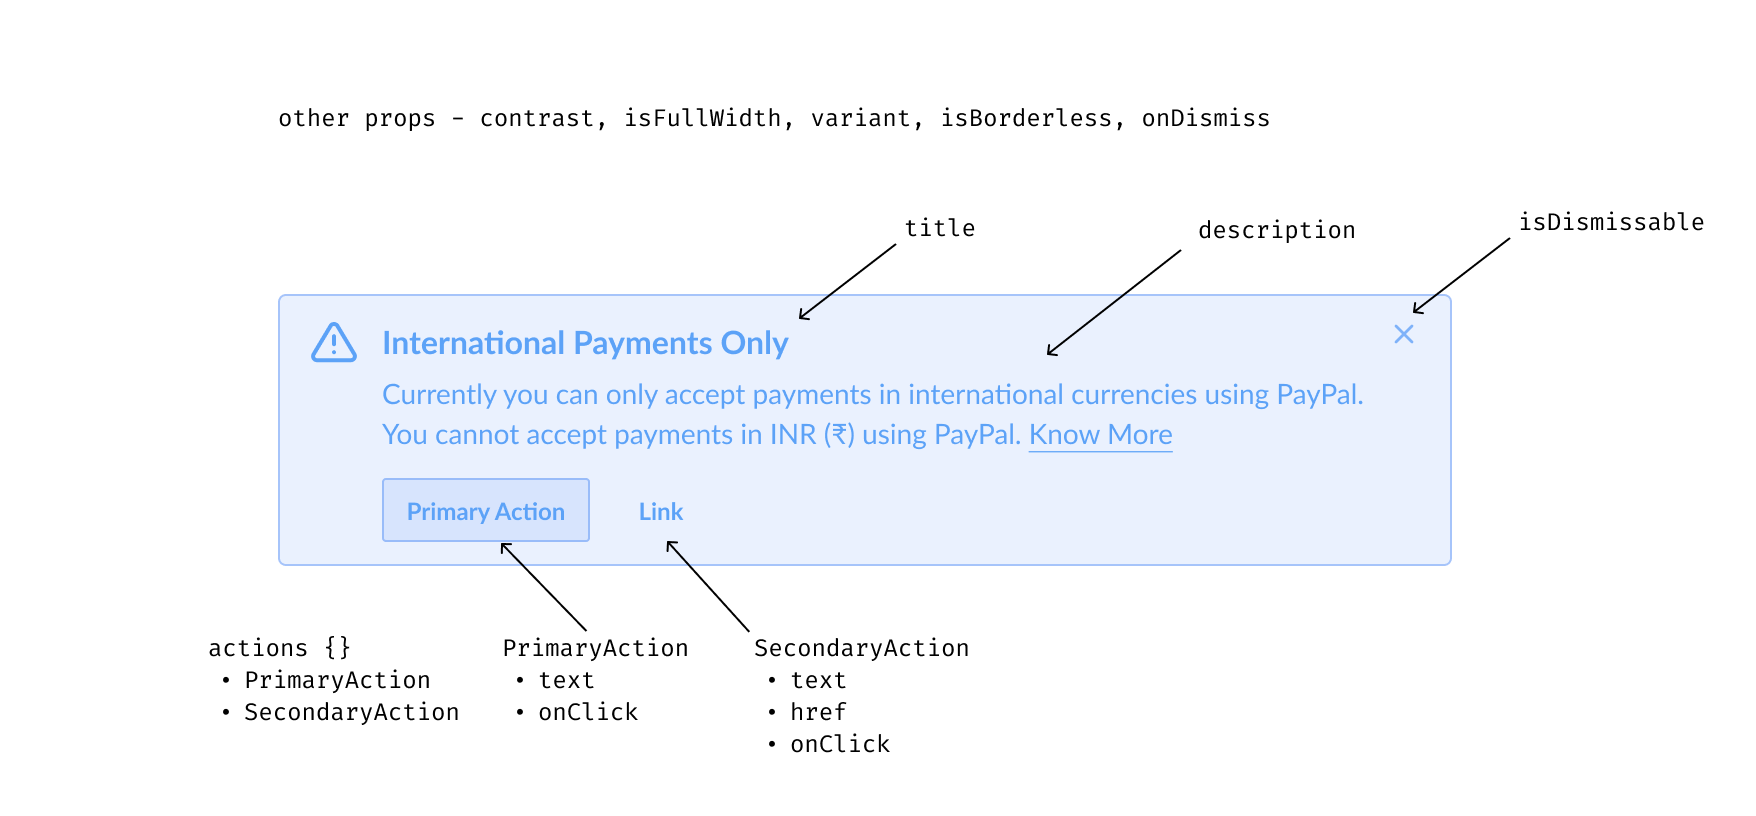 other props - contrast, isFullWidth, variant, isBorderless, onDismiss
title
description
isDismissable
International Payments Only
Currently you can only accept payments in international currencies using PayPal.
You cannot accept payments in INR (₹) using PayPal. Know More
Primary Action
Link
actions {}
• PrimaryAction
• SecondaryAction
PrimaryAction
• text
• onClick
SecondaryAction
• text
• href
• onClick